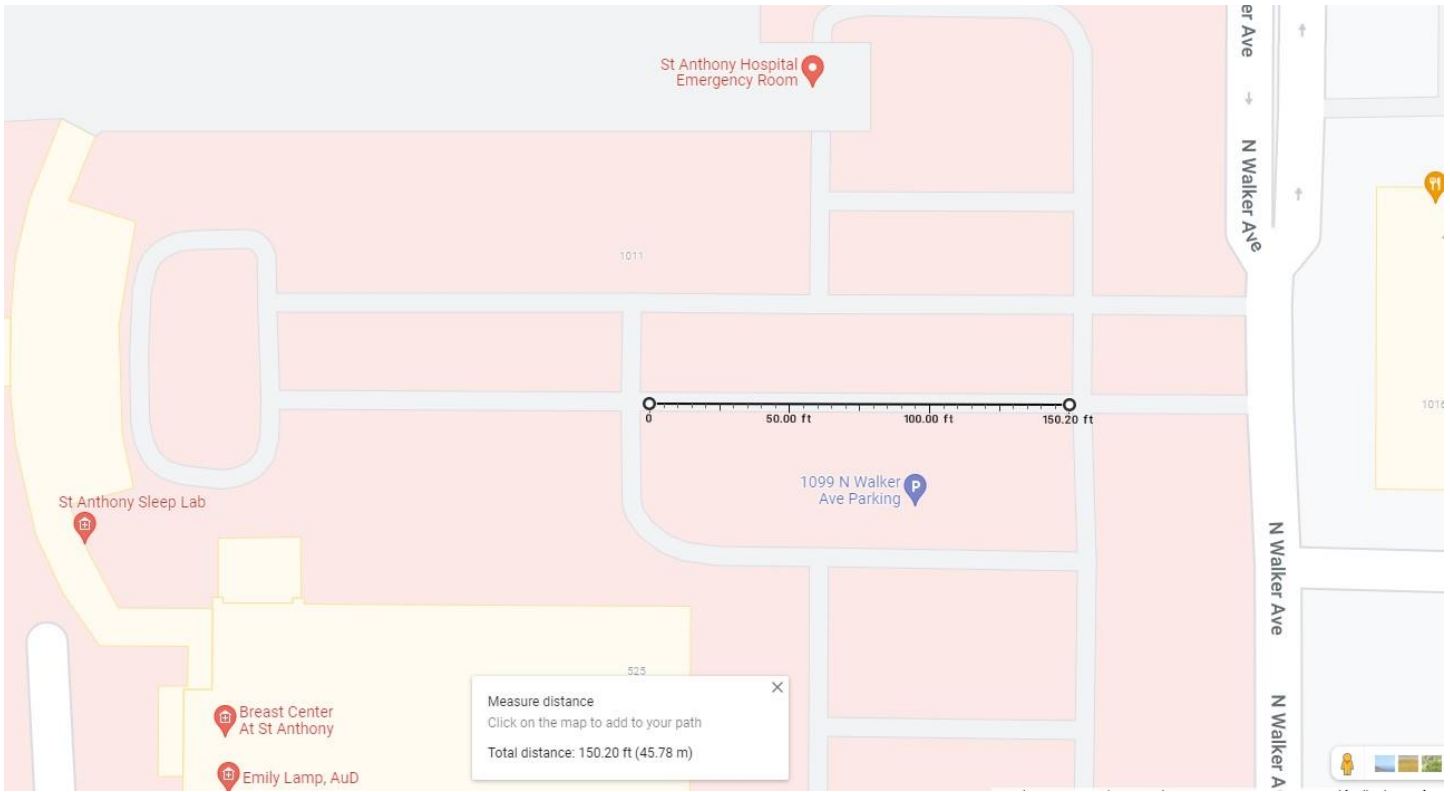 er Ave
St Anthony Hospital
Emergency Room
N Walker Ave
1011
0
50.00 ft
100.00 ft
150.20 ft
1016
1099 N Walker
Ave Parking
P
St Anthony Sleep Lab
N Walker Ave
525
Measure distance
Click on the map to add to your path
Total distance: 150.20 ft (45.78 m)
Breast Center
At St Anthony
Emily Lamp, AuD
N Walker A